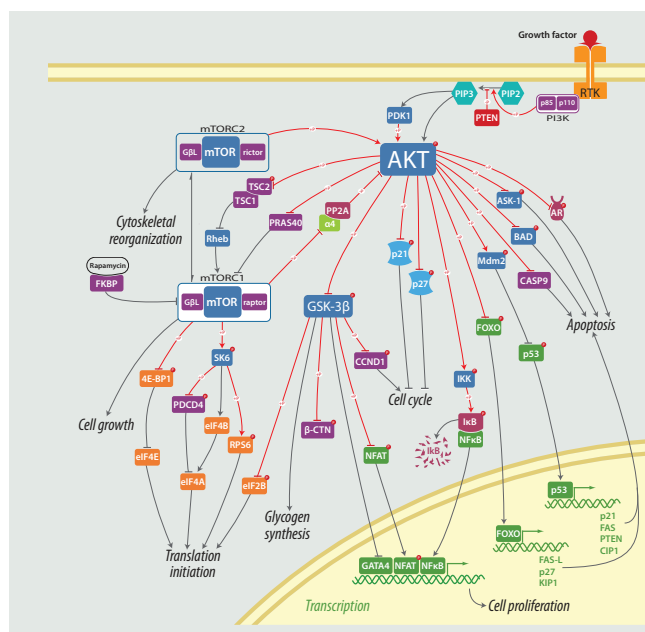 Growth factor
RTK
p85
p110
PI3K
PIP3
PIP2
PTEN
PDK1
AKT
mTORC2
GβL
mTOR
rictor
TSC2
TSC1
PRAS40
PP2A
α4
ASK-1
AR
BAD
CASP9
Mdm2
p21
p27
Cytoskeletal
reorganization
Rheb
Rapamycin
FKBP
mTORC1
GβL
mTOR
raptor
GSK-3β
FOXO
p53
Apoptosis
4E-BP1
SK6
CCND1
IKK
Cell cycle
PDCD4
eIF4B
RPS6
Cell growth
β-CTN
IκB
NFκB
IkB
NFAT
eIF4E
eIF4A
eIF2B
Glycogen
synthesis
Translation
initiation
p53
p21
FAS
PTEN
CIP1
FOXO
FAS-L
p27
KIP1
GATA4
NFAT
NFκB
Transcription
Cell proliferation